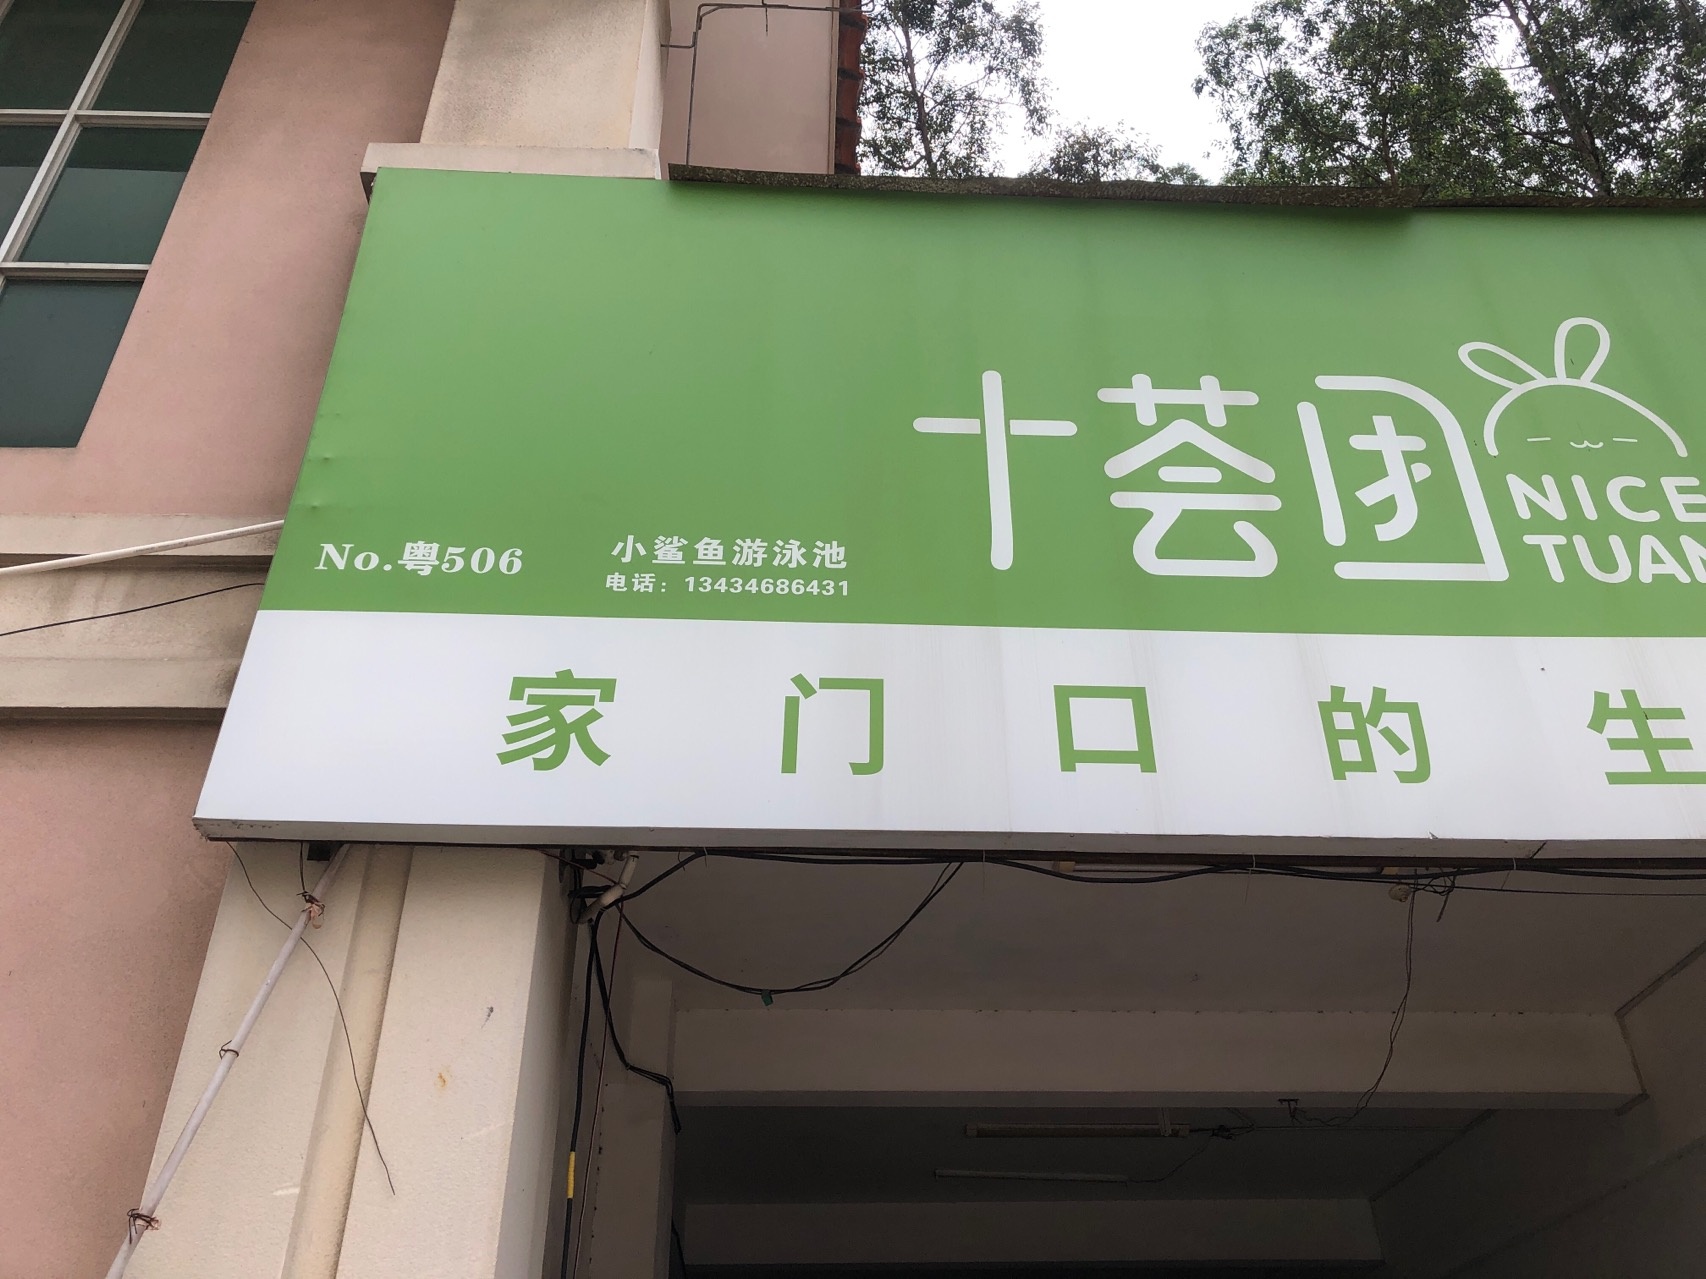 十荟团
NICE
TUAN
No.粤506
小鲨鱼游泳池
电话：13434686431
家门口的生